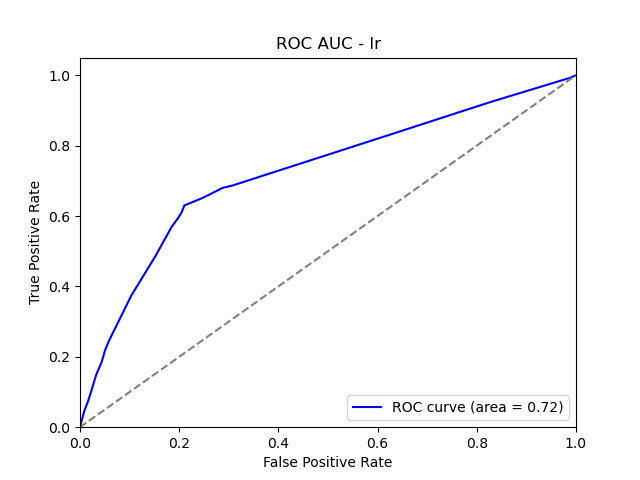 ROC AUC - lr
True Positive Rate
1.0
0.8
0.6
0.4
0.2
0.0
0.0 0.2 0.4 0.6 0.8 1.0
False Positive Rate
ROC curve (area = 0.72)